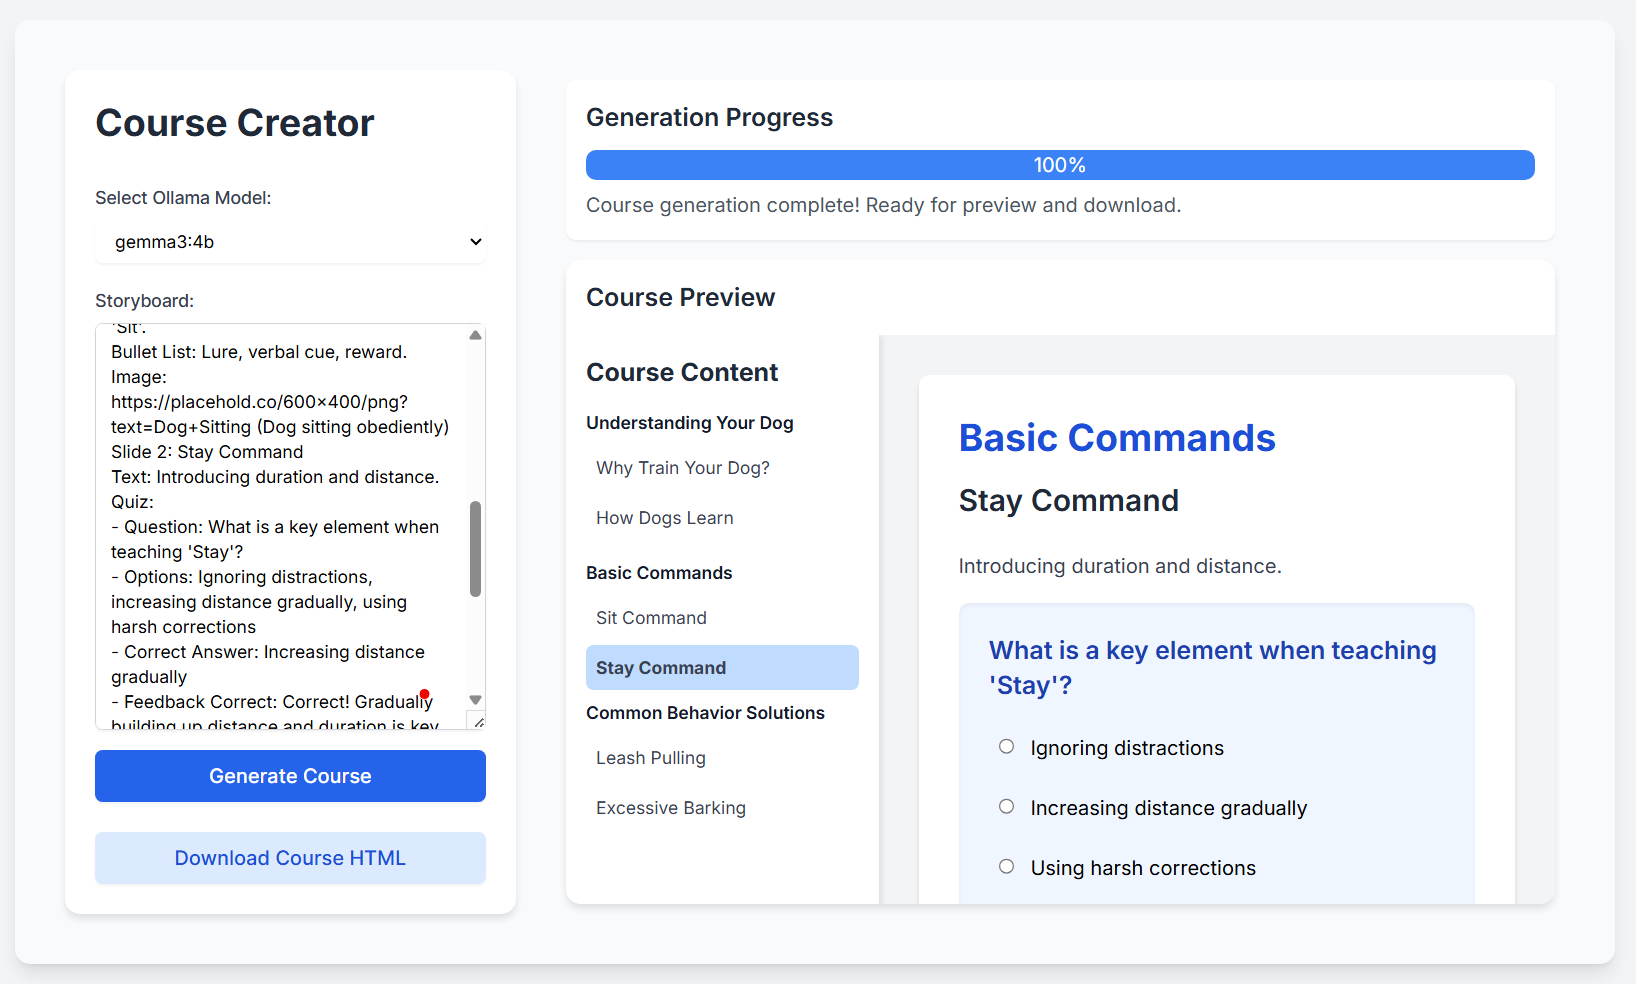 Course Creator
Select Ollama Model:
gemma3:4b
Storyboard:
'Sit'.
Bullet List: Lure, verbal cue, reward.
Image:
https://placehold.co/600x400/png?
text=Dog+Sitting (Dog sitting obediently)
Slide 2: Stay Command
Text: Introducing duration and distance.
Quiz:
- Question: What is a key element when
teaching 'Stay'?
- Options: Ignoring distractions,
increasing distance gradually, using
harsh corrections
- Correct Answer: Increasing distance
gradually
- Feedback Correct: Correct! Gradually
building up distance and duration is key.
Generate Course
Download Course HTML
Generation Progress
100%
Course generation complete! Ready for preview and download.
Course Preview
Course Content
Understanding Your Dog
Why Train Your Dog?
How Dogs Learn
Basic Commands
Sit Command
Stay Command
Common Behavior Solutions
Leash Pulling
Excessive Barking
Basic Commands
Stay Command
Introducing duration and distance.
What is a key element when teaching
'Stay'?
Ignoring distractions
Increasing distance gradually
Using harsh corrections